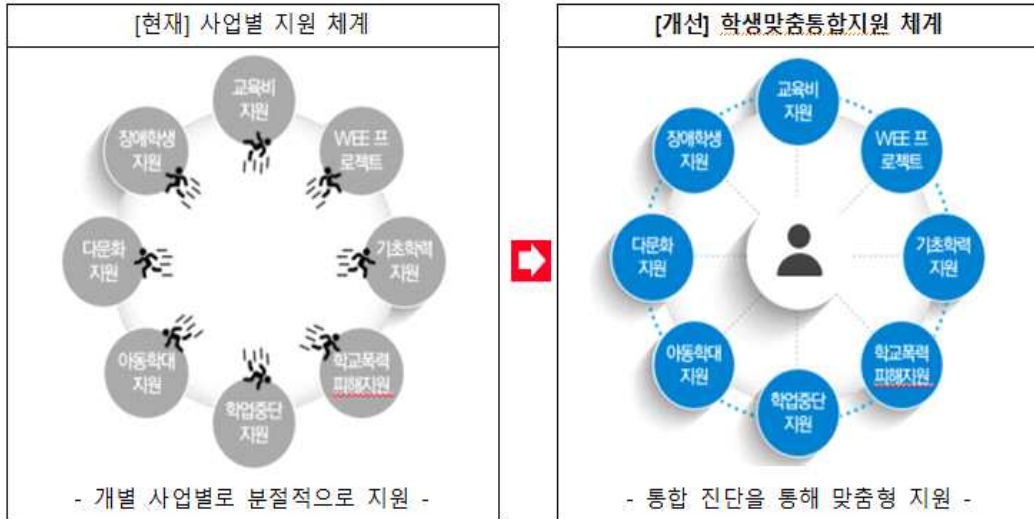 [현재] 사업별 지원 체계
교육비
지원
장애학생
지원
WEE 프
로젝트
다문화
지원
기초학력
지원
아동학대
지원
학교폭력
피해지원
학업중단
지원
- 개별 사업별로 분절적으로 지원 -
[개선] 학생맞춤통합지원 체계
교육비
지원
장애학생
지원
WEE 프
로젝트
다문화
지원
기초학력
지원
아동학대
지원
학교폭력
피해지원
학업중단
지원
- 통합 진단을 통해 맞춤형 지원 -